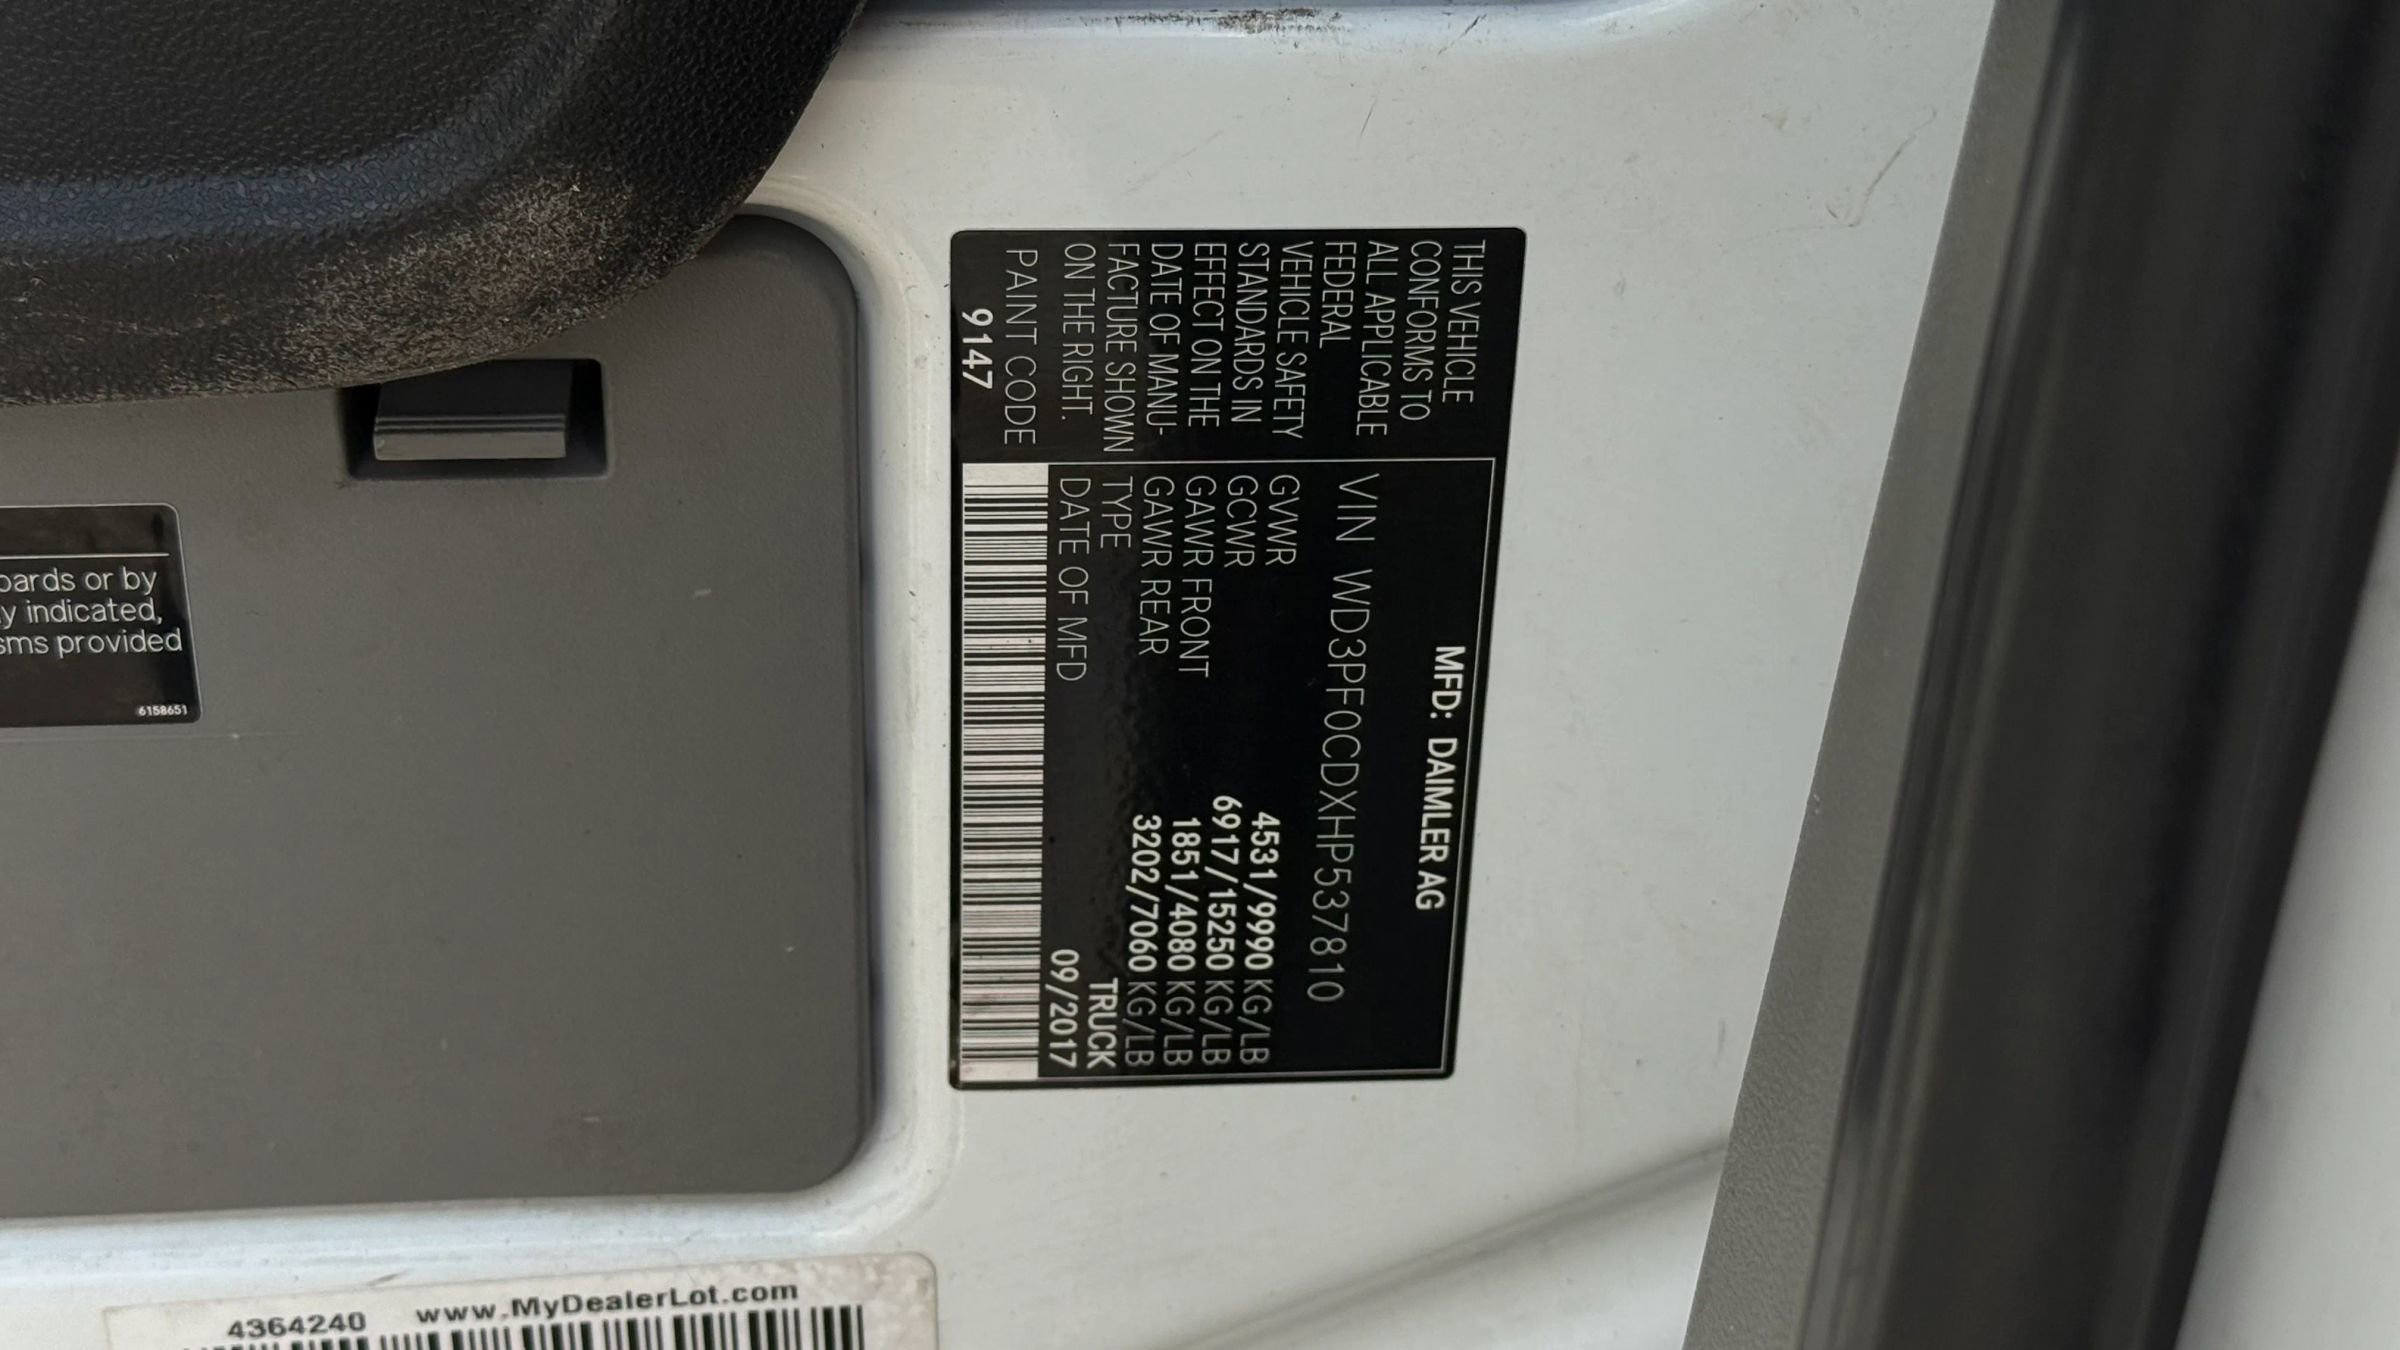 THIS VEHICLE
CONFORMS TO
ALL APPLICABLE
FEDERAL
VEHICLE SAFETY
STANDARDS IN
EFFECT ON THE
DATE OF MANU-
FACTURE SHOWN
ON THE RIGHT.
PAINT CODE
9147
MFD: DAIMLER AG
VIN WD3PF0CDXHP537810
GVWR 4531/9990 KG/LB
GCWR 6917/15250 KG/LB
GAWR FRONT 1851/4080 KG/LB
GAWR REAR 3202/7060 KG/LB
TYPE TRUCK
DATE OF MFD 09/2017
oards or by
y indicated,
sms provided
6158651
4364240 www.MyDealerLot.com